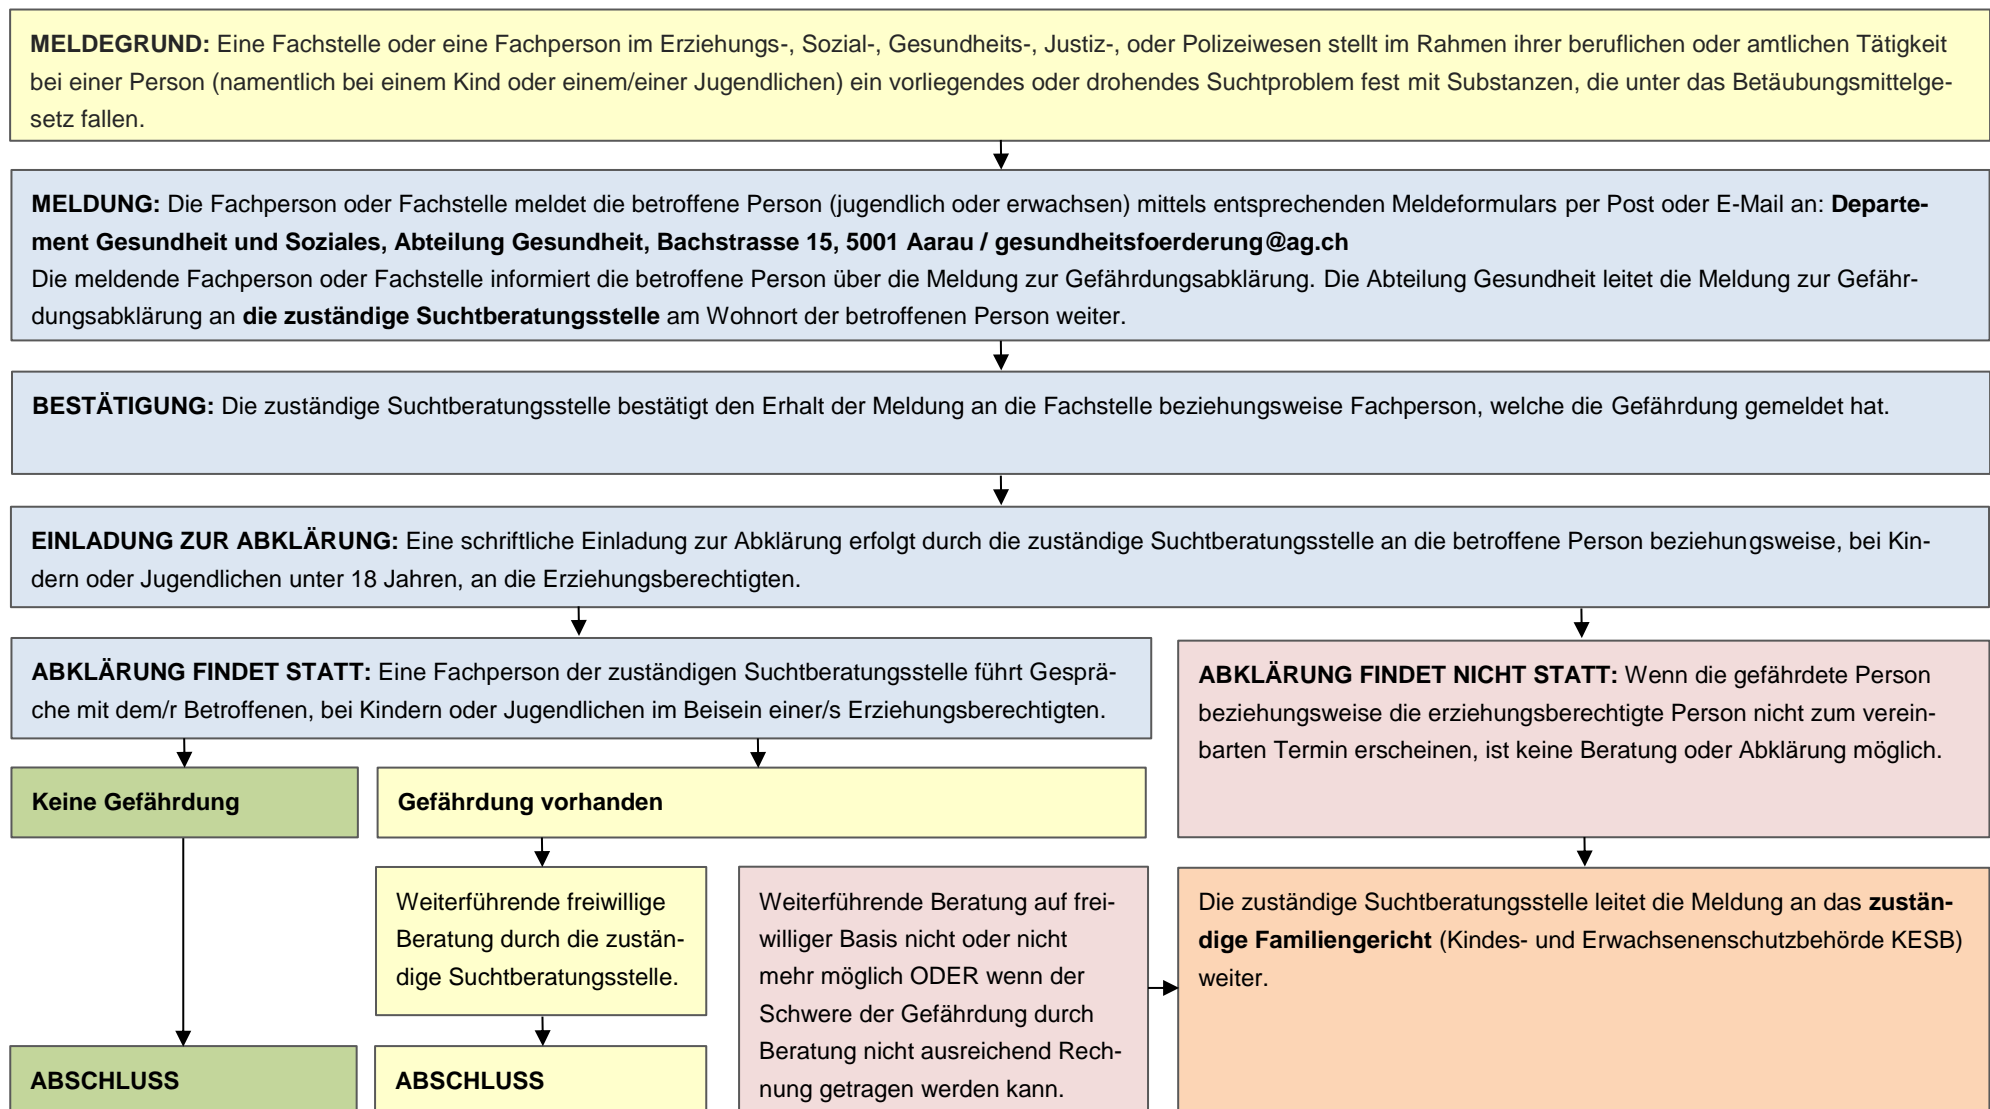 MELDEGRUND: Eine Fachstelle oder eine Fachperson im Erziehungs-, Sozial-, Gesundheits-, Justiz-, oder Polizeiwesen stellt im Rahmen ihrer beruflichen oder amtlichen Tätigkeit
bei einer Person (namentlich bei einem Kind oder einem/einer Jugendlichen) ein vorliegendes oder drohendes Suchtproblem fest mit Substanzen, die unter das Betäubungsmittelge-
setz fallen.
MELDUNG: Die Fachperson oder Fachstelle meldet die betroffene Person (jugendlich oder erwachsen) mittels entsprechenden Meldeformulars per Post oder E-Mail an: Departe-
ment Gesundheit und Soziales, Abteilung Gesundheit, Bachstrasse 15, 5001 Aarau / gesundheitsfoerderung@ag.ch
Die meldende Fachperson oder Fachstelle informiert die betroffene Person über die Meldung zur Gefährdungsabklärung. Die Abteilung Gesundheit leitet die Meldung zur Gefähr-
dungsabklärung an die zuständige Suchtberatungsstelle am Wohnort der betroffenen Person weiter.
BESTÄTIGUNG: Die zuständige Suchtberatungsstelle bestätigt den Erhalt der Meldung an die Fachstelle beziehungsweise Fachperson, welche die Gefährdung gemeldet hat.
EINLADUNG ZUR ABKLÄRUNG: Eine schriftliche Einladung zur Abklärung erfolgt durch die zuständige Suchtberatungsstelle an die betroffene Person beziehungsweise, bei Kin-
dern oder Jugendlichen unter 18 Jahren, an die Erziehungsberechtigten.
ABKLÄRUNG FINDET STATT: Eine Fachperson der zuständigen Suchtberatungsstelle führt Gesprä-
che mit dem/r Betroffenen, bei Kindern oder Jugendlichen im Beisein einer/s Erziehungsberechtigten.
ABKLÄRUNG FINDET NICHT STATT: Wenn die gefährdete Person
beziehungsweise die erziehungsberechtigte Person nicht zum verein-
barten Termin erscheinen, ist keine Beratung oder Abklärung möglich.
Keine Gefährdung
Gefährdung vorhanden
Weiterführende freiwillige
Beratung durch die zustän-
dige Suchtberatungsstelle.
Weiterführende Beratung auf frei-
williger Basis nicht oder nicht
mehr möglich ODER wenn der
Schwere der Gefährdung durch
Beratung nicht ausreichend Rech-
nung getragen werden kann.
Die zuständige Suchtberatungsstelle leitet die Meldung an das zustän-
dige Familiengericht (Kindes- und Erwachsenenschutzbehörde KESB)
weiter.
ABSCHLUSS
ABSCHLUSS